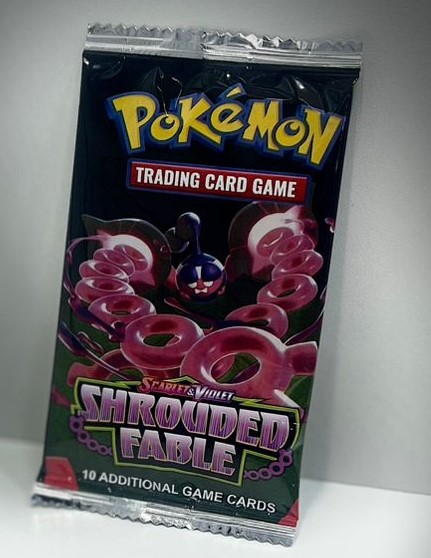 POKéMON
TRADING CARD GAME
SCARLET & VIOLET
SHROUDED
FABLE
10 ADDITIONAL GAME CARDS